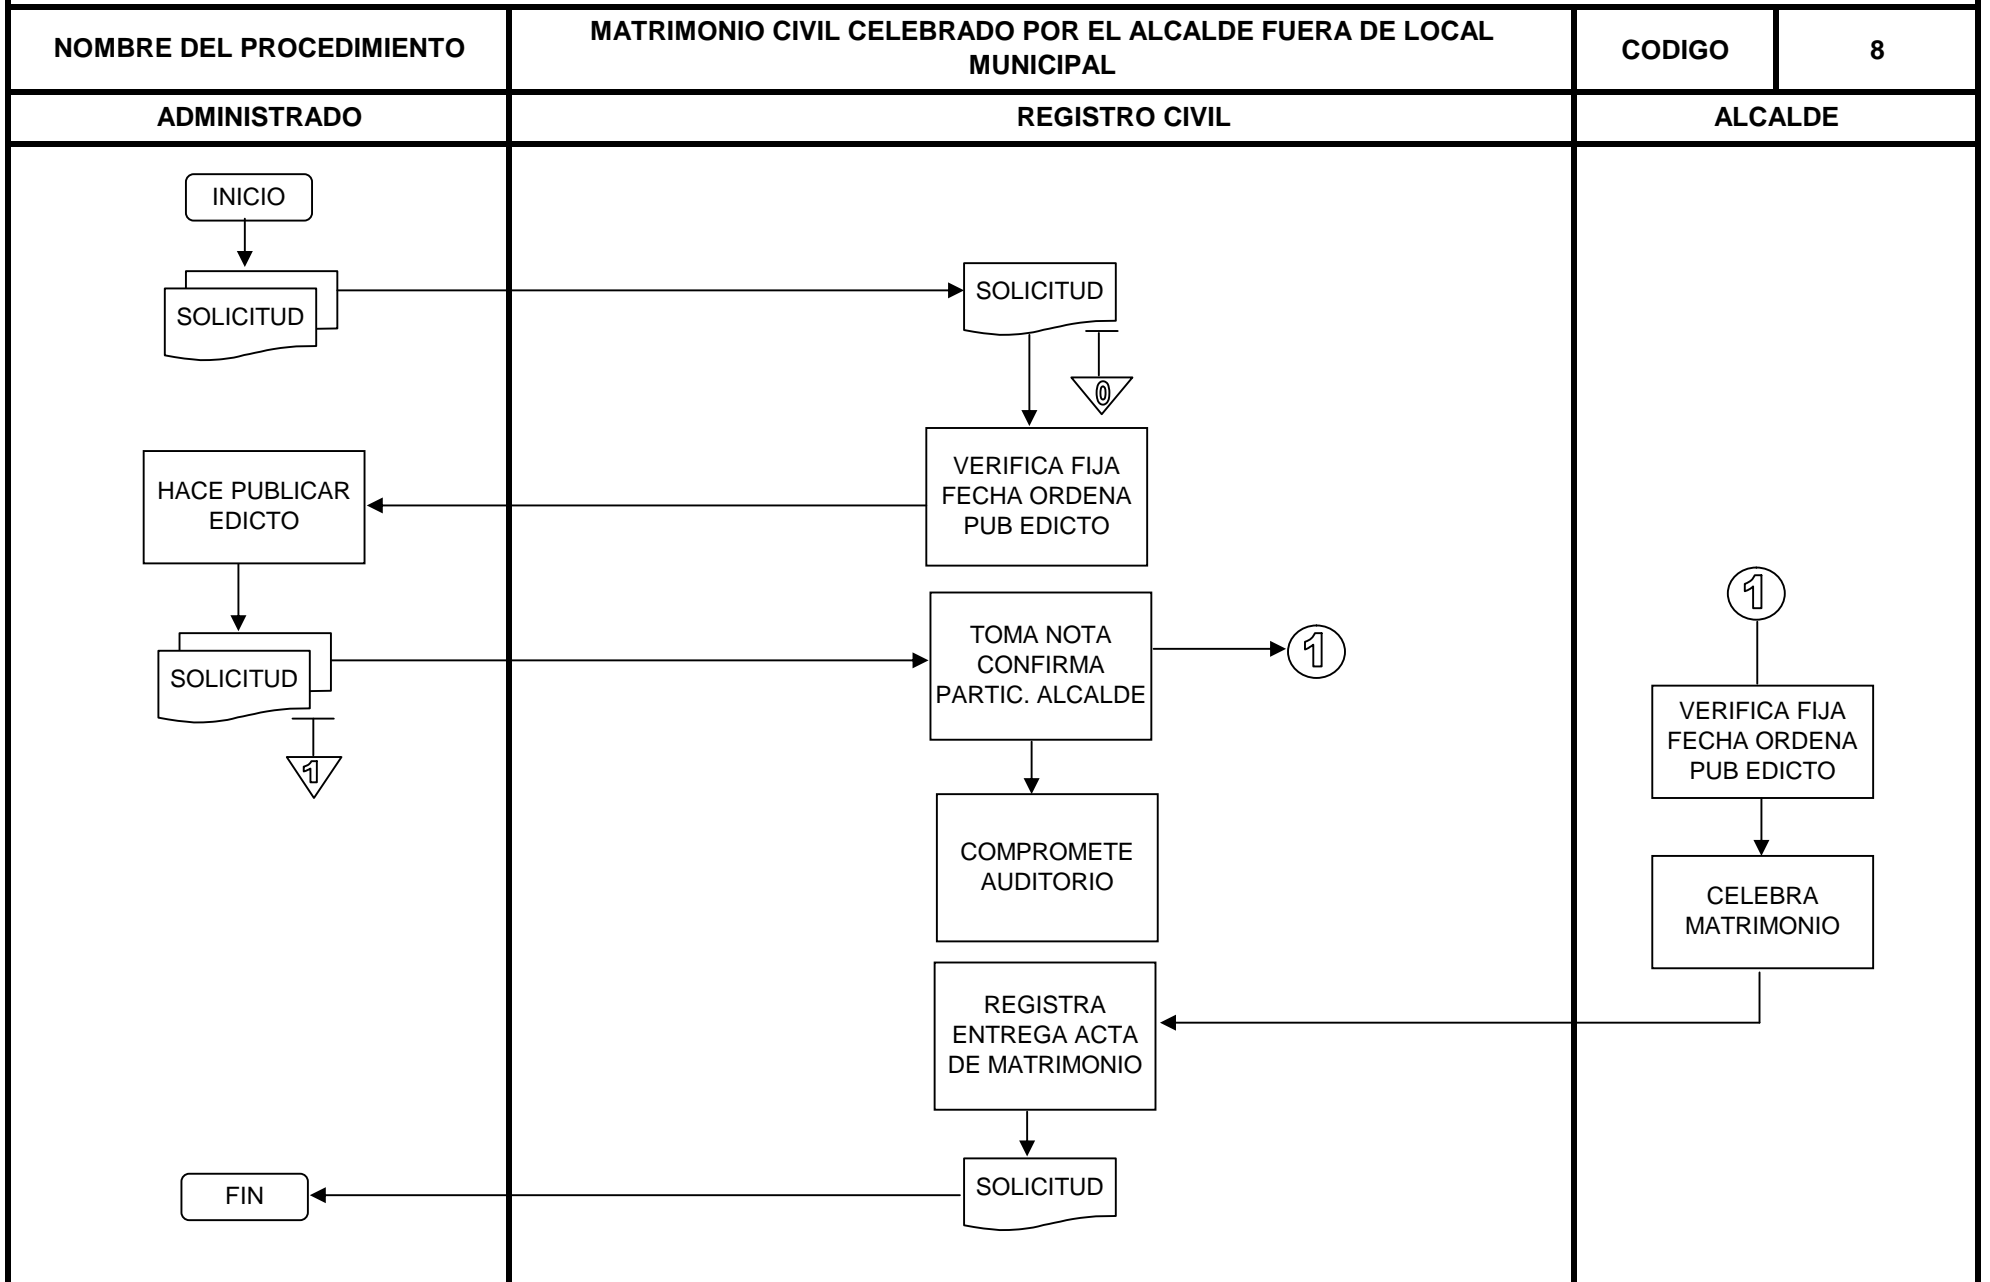 NOMBRE DEL PROCEDIMIENTO
MATRIMONIO CIVIL CELEBRADO POR EL ALCALDE FUERA DE LOCAL
MUNICIPAL
CODIGO
8
ADMINISTRADO
REGISTRO CIVIL
ALCALDE
INICIO
SOLICITUD
SOLICITUD
0
VERIFICA FIJA
FECHA ORDENA
PUB EDICTO
HACE PUBLICAR
EDICTO
SOLICITUD
1
TOMA NOTA
CONFIRMA
PARTIC. ALCALDE
1
COMPROMETE
AUDITORIO
1
VERIFICA FIJA
FECHA ORDENA
PUB EDICTO
CELEBRA
MATRIMONIO
REGISTRA
ENTREGA ACTA
DE MATRIMONIO
SOLICITUD
FIN